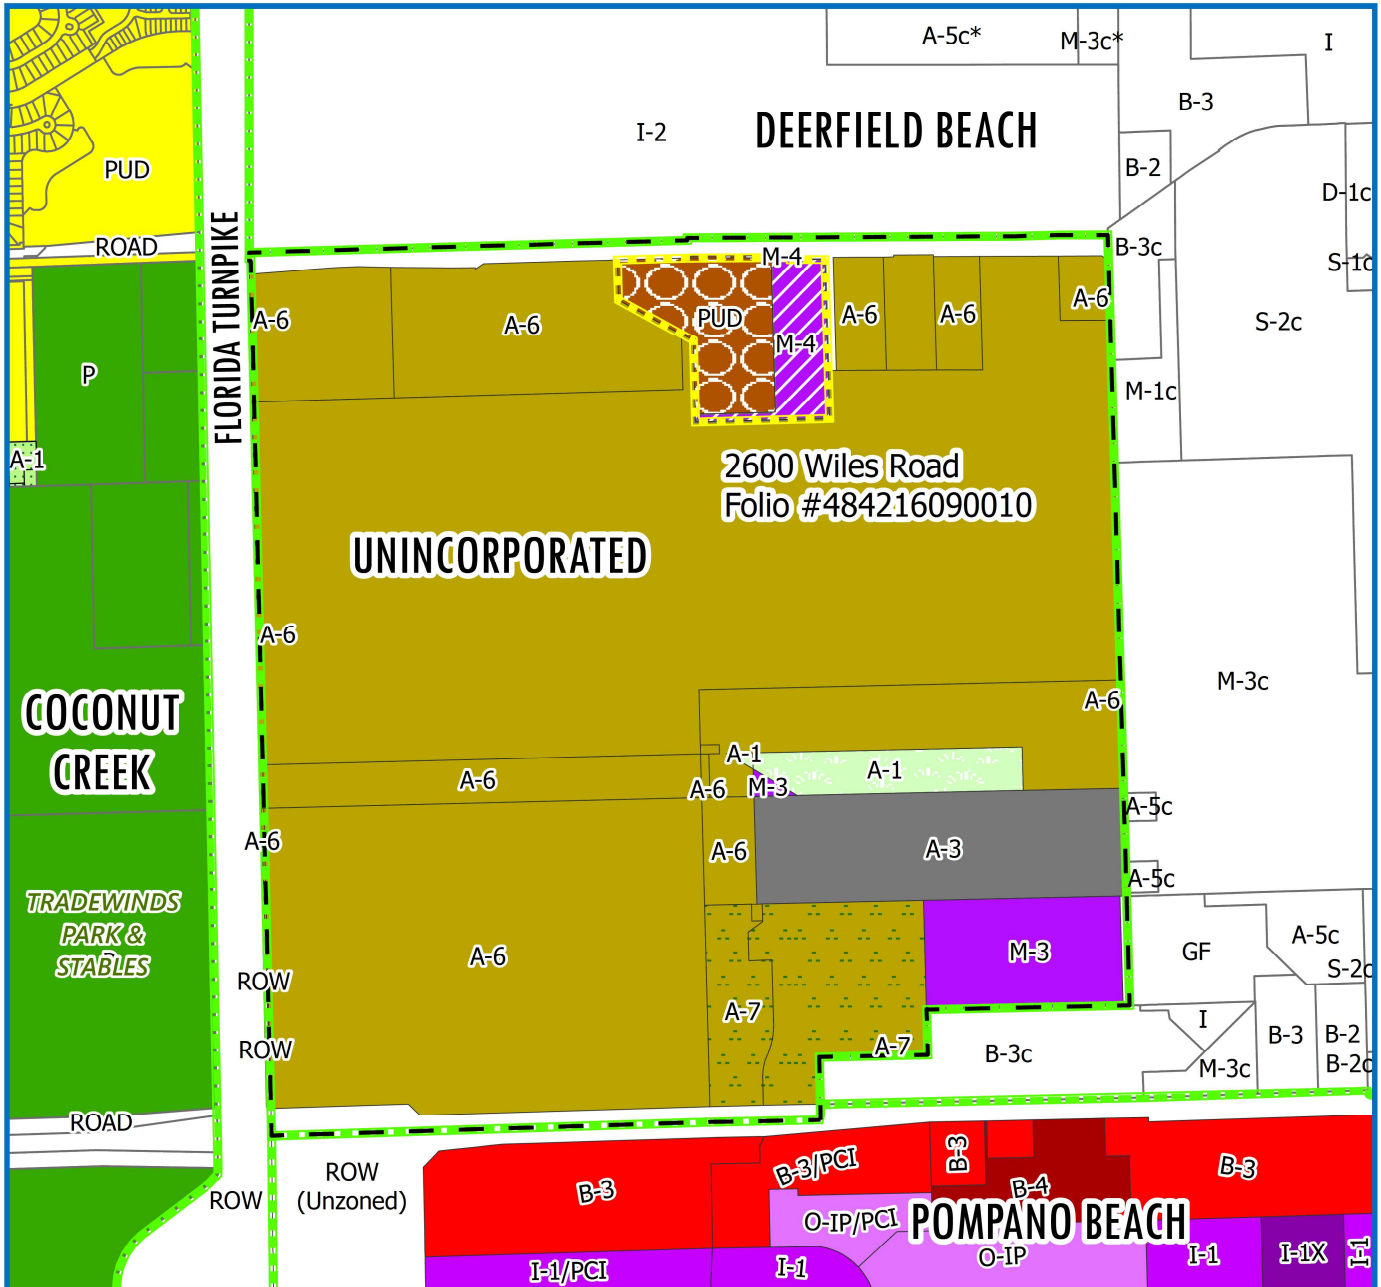 A-5c*
M-3c*
I
B-3
DEERFIELD BEACH
I-2
PUD
B-2
D-1c
ROAD
FLORIDA TURNPIKE
B-3c
M-4
S-1c
A-6
A-6
PUD
M-4
A-6
A-6
A-6
S-2c
P
M-1c
A-1
2600 Wiles Road
Folio #484216090010
UNINCORPORATED
A-6
COCONUT
CREEK
M-3c
A-6
A-1
A-1
A-6
A-6
M-3
A-5c
A-6
A-6
A-3
A-5c
TRADEWINDS
PARK &
STABLES
A-6
M-3
GF
A-5c
S-2c
ROW
A-7
I
ROW
A-7
B-3c
B-3
B-2
M-3c
B-2c
ROAD
ROW
(Unzoned)
ROW
B-3
B-3/PCI
B-3
B-4
B-3
O-IP/PCI
POMPANO BEACH
O-IP
I-1/PCI
I-1
I-1
I-1X
I-1